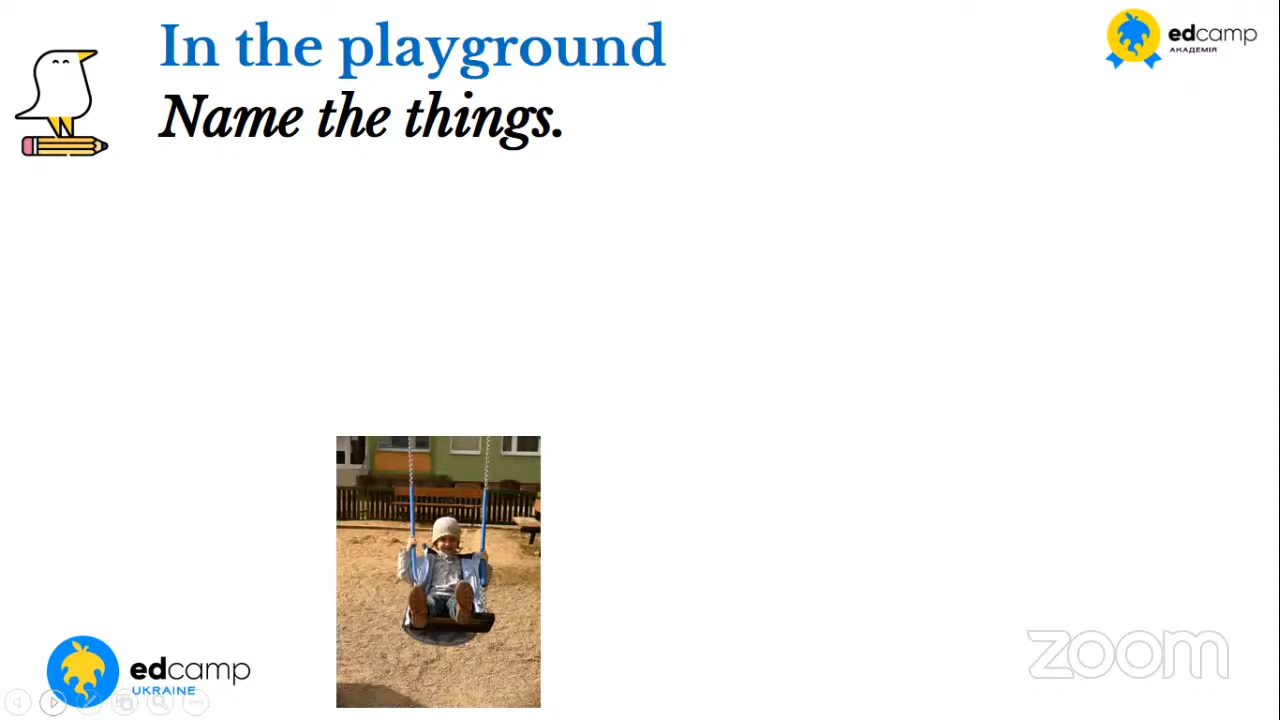 In the playground
Name the things.
edcamp
АКАДЕМІЯ
edcamp
UKRAINE
zoom